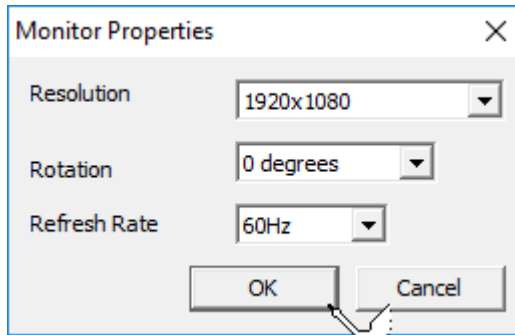 Monitor Properties
Resolution 1920x1080
Rotation 0 degrees
Refresh Rate 60Hz
OK Cancel